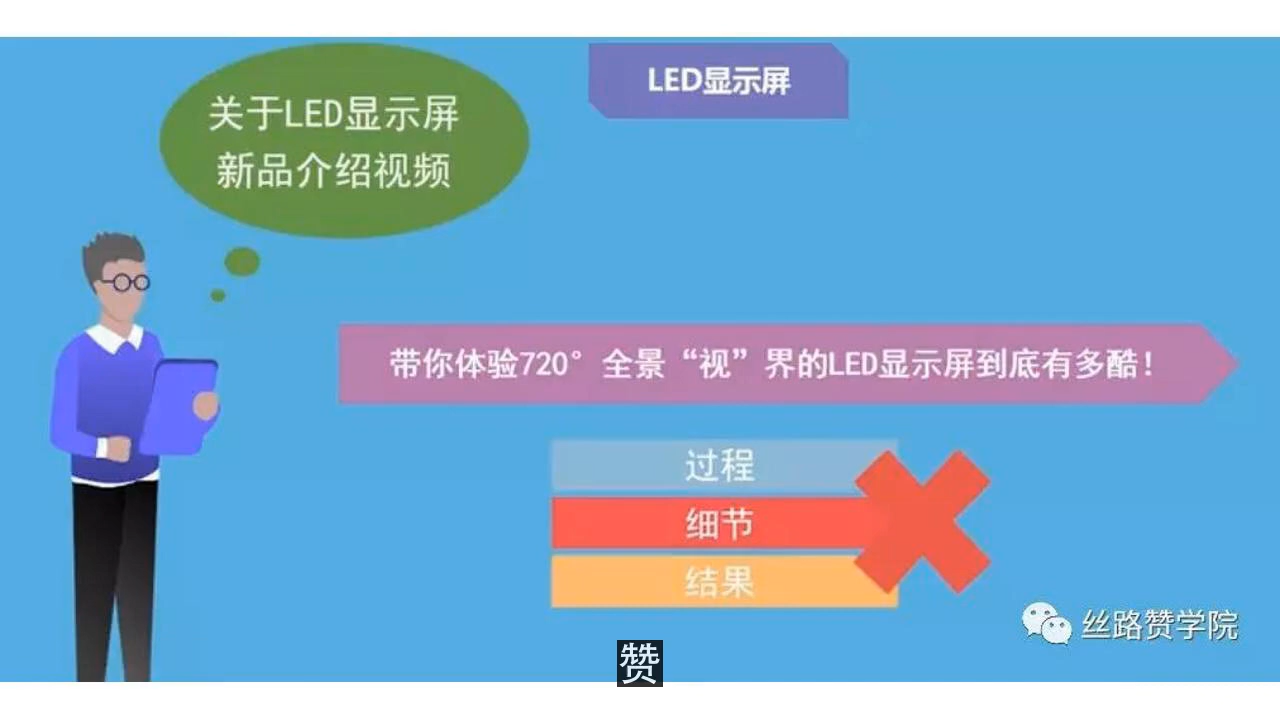 LED显示屏
关于LED显示屏
新品介绍视频
带你体验720°全景“视”界的LED显示屏到底有多酷!
过程
细节
结果
丝路赞学院
赞